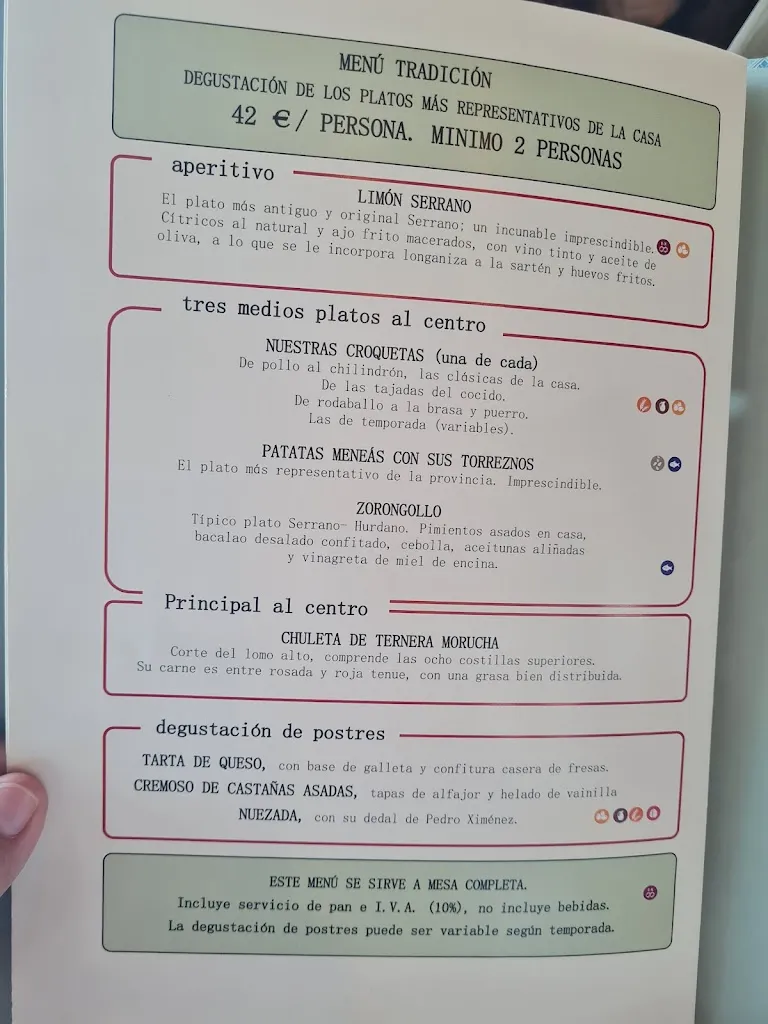 MENÚ TRADICIÓN
DEGUSTACIÓN DE LOS PLATOS MÁS REPRESENTATIVOS DE LA CASA
42 €/ PERSONA. MINIMO 2 PERSONAS
aperitivo
LIMÓN SERRANO
El plato más antiguo y original Serrano; un incunable imprescindible.
Cítricos al natural y ajo frito macerados, con vino tinto y aceite de
oliva, a lo que se le incorpora longaniza a la sartén y huevos fritos.
tres medios platos al centro
NUESTRAS CROQUETAS (una de cada)
De pollo al chilindrón, las clásicas de la casa.
De las tajadas del cocido.
De rodaballo a la brasa y puerro.
Las de temporada (variables).
PATATAS MENEÁS CON SUS TORREZNOS
El plato más representativo de la provincia. Imprescindible.
ZORONGOLLO
Típico plato Serrano- Hurdano. Pimientos asados en casa,
bacalao desalado confitado, cebolla, aceitunas aliñadas
y vinagreta de miel de encina.
Principal al centro
CHULETA DE TERNERA MORUCHA
Corte del lomo alto, comprende las ocho costillas superiores.
Su carne es entre rosada y roja tenue, con una grasa bien distribuida.
degustación de postres
TARTA DE QUESO, con base de galleta y confitura casera de fresas.
CREMOSO DE CASTAÑAS ASADAS, tapas de alfajor y helado de vainilla
NUEZADA, con su dedal de Pedro Ximénez.
ESTE MENÚ SE SIRVE A MESA COMPLETA.
Incluye servicio de pan e I.V.A. (10%), no incluye bebidas.
La degustación de postres puede ser variable según temporada.